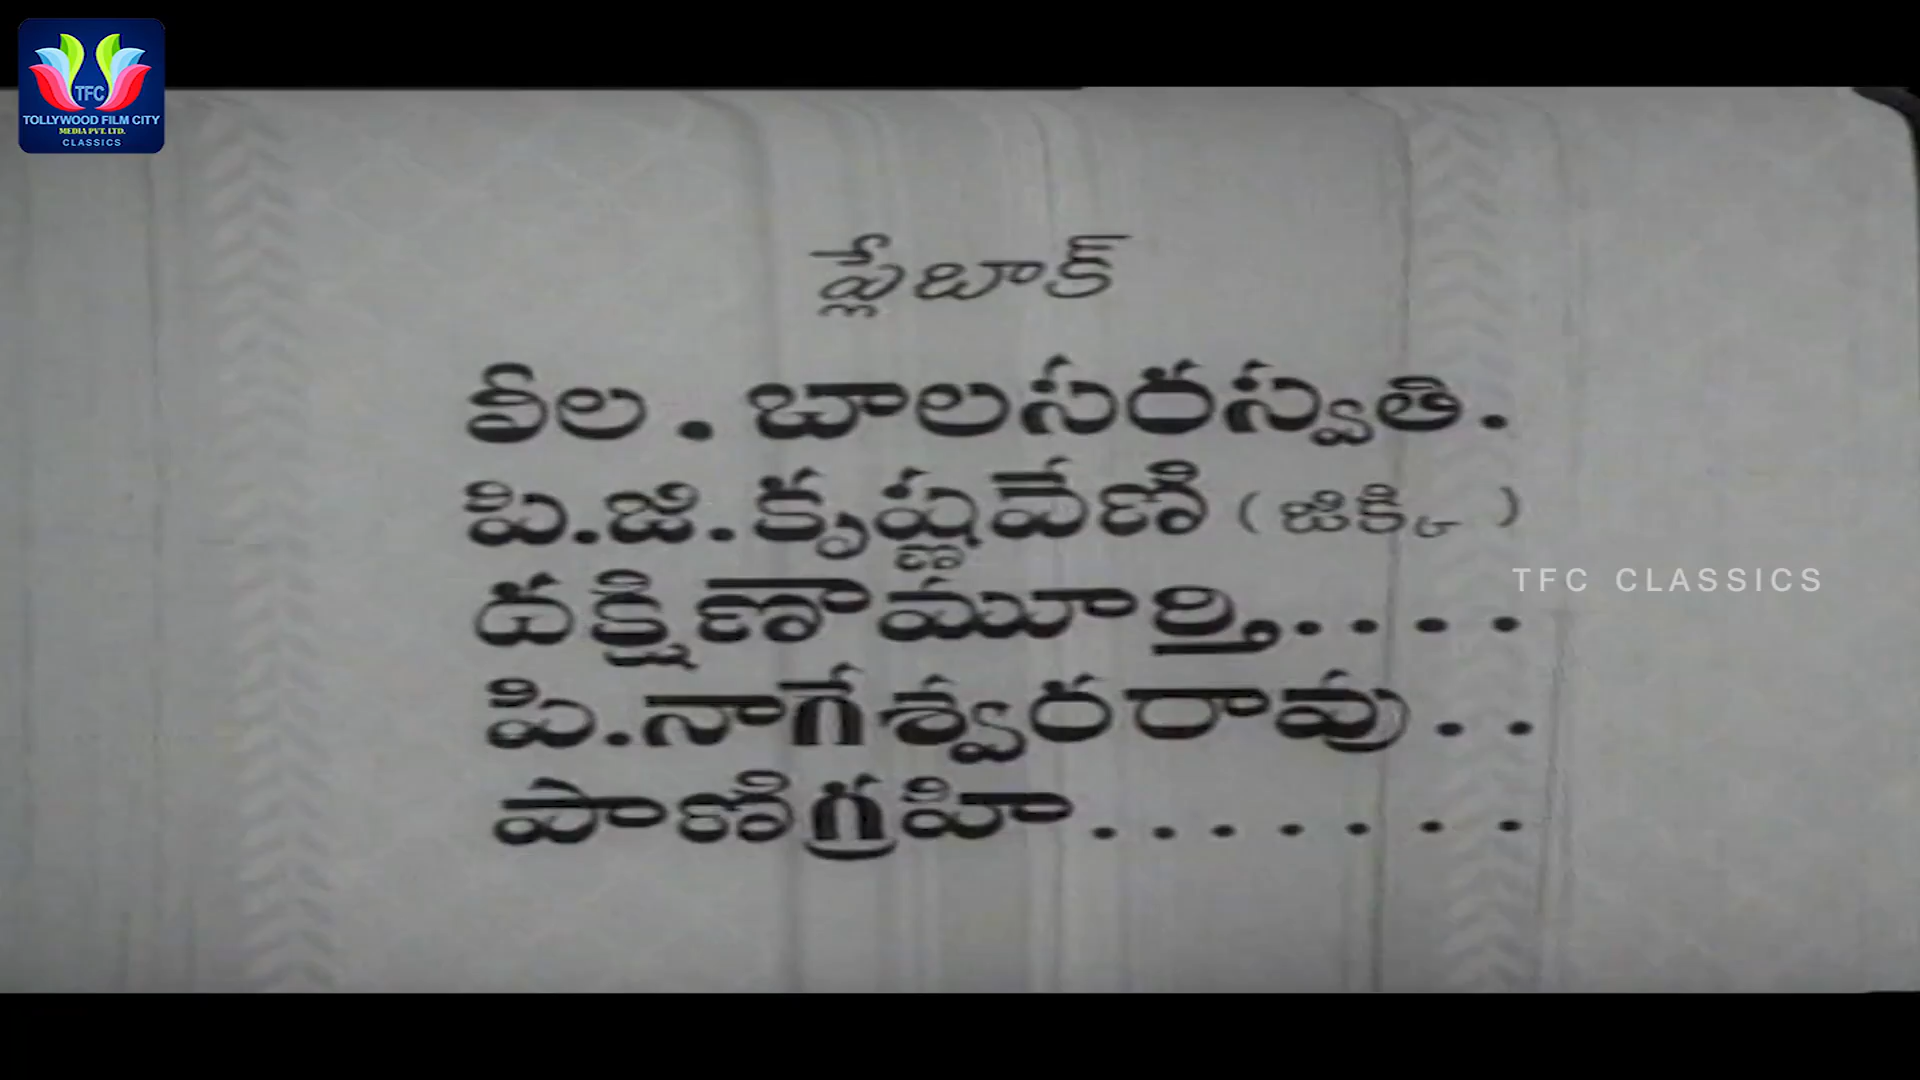 TFC
TOLLYWOOD FILM CITY
MEDIA PVT. LTD.
CLASSICS
ప్లేబాక్
లీల . బాలసరస్వతి .
పి.జి.కృష్ణవేణి ( జిక్కి )
దక్షిణామూర్తి....
TFC CLASSICS
పి.నాగేశ్వరరావు . .
పాణిగ్రహి.......